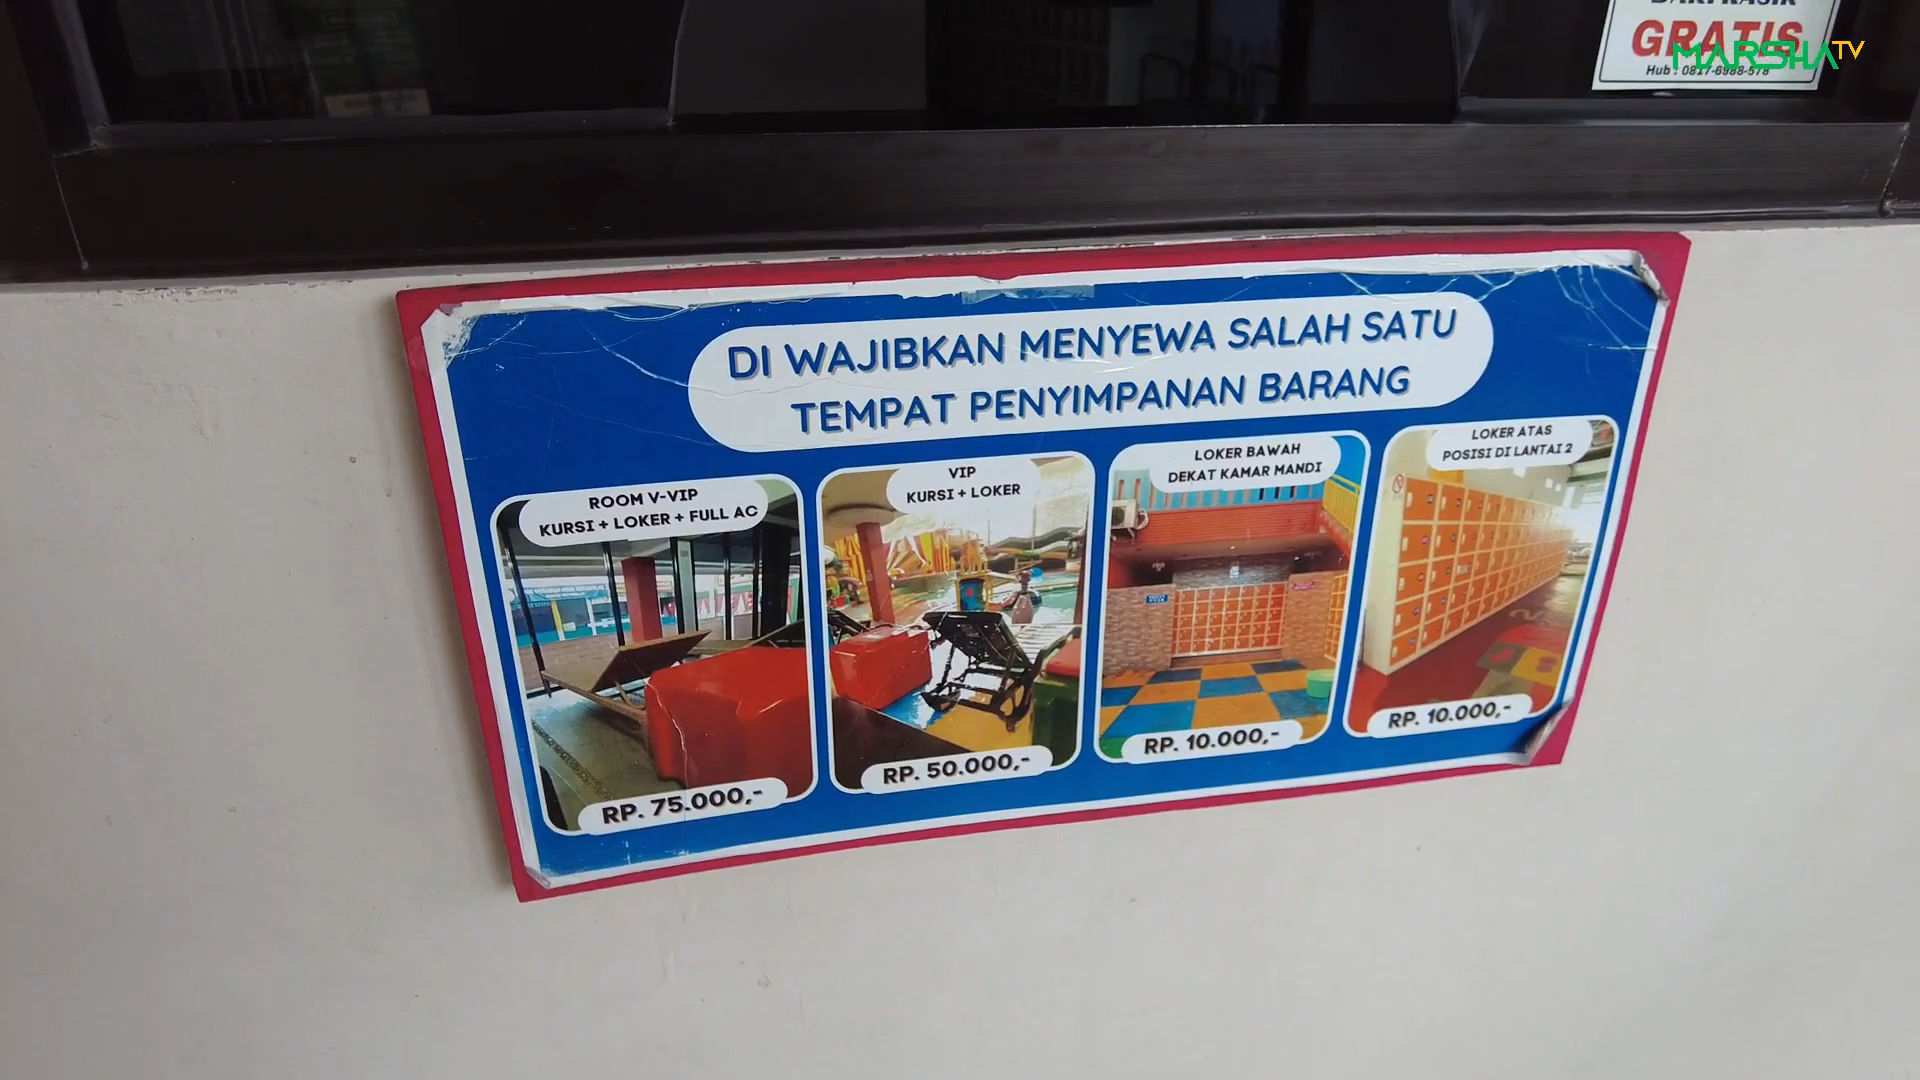 GRATIS
Hub : 0817-6988-578
MARSHATV
DI WAJIBKAN MENYEWA SALAH SATU
TEMPAT PENYIMPANAN BARANG
ROOM V-VIP
KURSI + LOKER + FULL AC
RP. 75.000,-
VIP
KURSI + LOKER
RP. 50.000,-
LOKER BAWAH
DEKAT KAMAR MANDI
RP. 10.000,-
LOKER ATAS
POSISI DI LANTAI 2
RP. 10.000,-